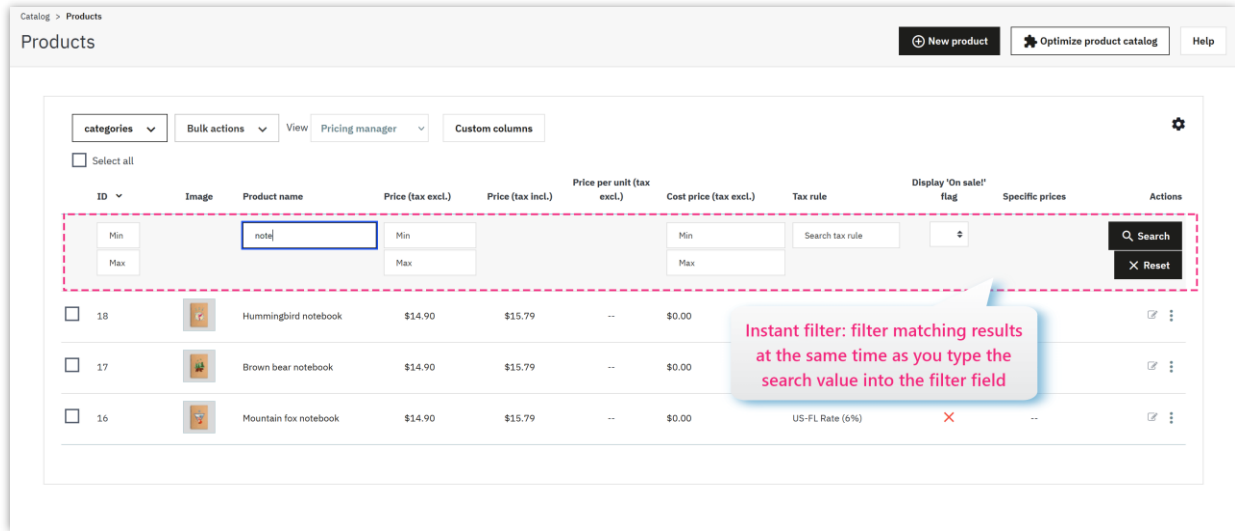 Catalog > Products
Products
New product
Optimize product catalog
Help
categories
Bulk actions
View
Pricing manager
Custom columns
Select all
ID
Image
Product name
Price (tax excl.)
Price (tax incl.)
Price per unit (tax
excl.)
Cost price (tax excl.)
Tax rule
Display 'On sale!'
flag
Specific prices
Actions
Min
note
Min
Min
Search tax rule
Search
Max
Max
Max
Reset
18 Hummingbird notebook $14.90 $15.79 -- $0.00
17 Brown bear notebook $14.90 $15.79 -- $0.00
16 Mountain fox notebook $14.90 $15.79 -- $0.00 US-FL Rate (6%) --
Instant filter: filter matching results
at the same time as you type the
search value into the filter field